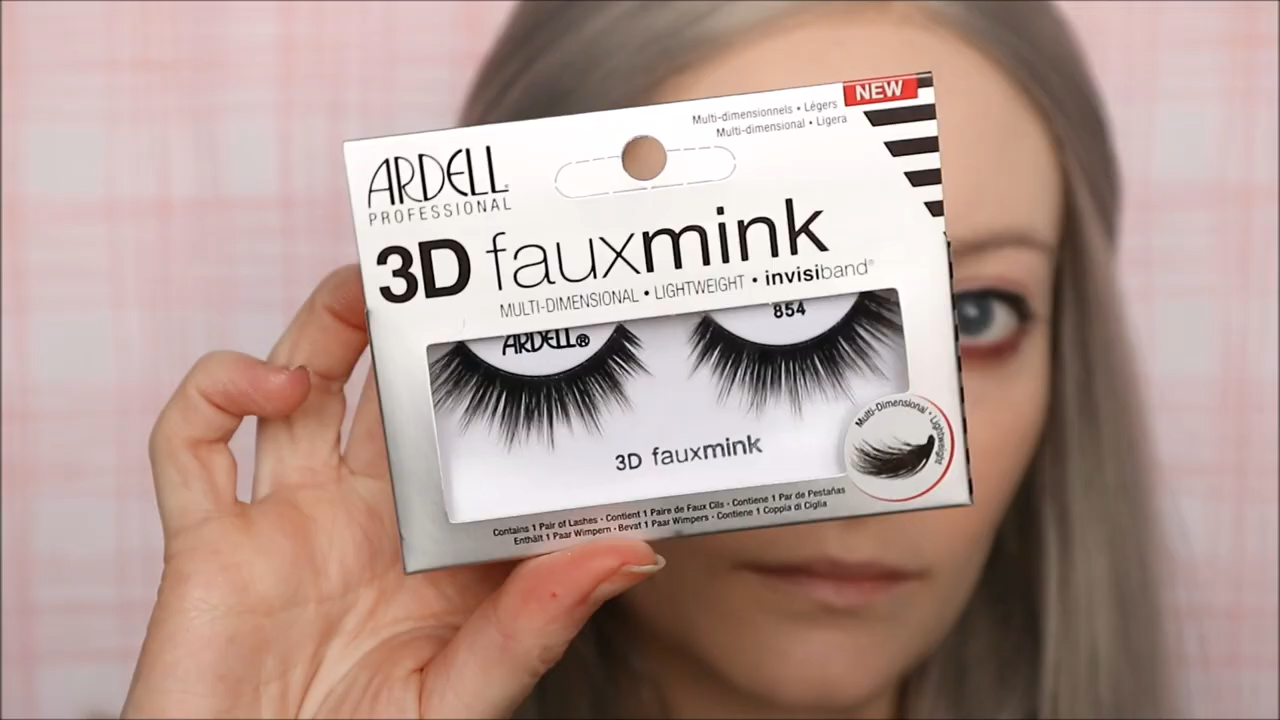 NEW
Multi-dimensionnels • Légers
Multi-dimensional • Ligera
ARDELL
PROFESSIONAL
3D fauxmink
MULTI-DIMENSIONAL • LIGHTWEIGHT • invisiband®
ARDELL®
854
3D fauxmink
Multi-Dimensional • Lightweight
Contains 1 Pair of Lashes • Contient 1 Paire de Faux Cils • Contiene 1 Par de Pestañas
Enthält 1 Paar Wimpern • Bevat 1 Paar Wimpers • Contiene 1 Coppia di Ciglia